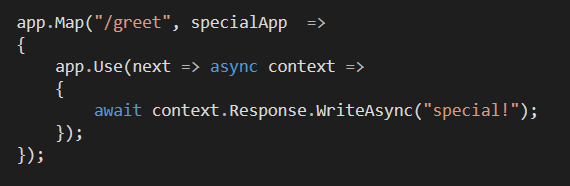 app.Map("/greet", specialApp  =>
{
    app.Use(next => async context =>
    {
        await context.Response.WriteAsync("special!");
    });
});